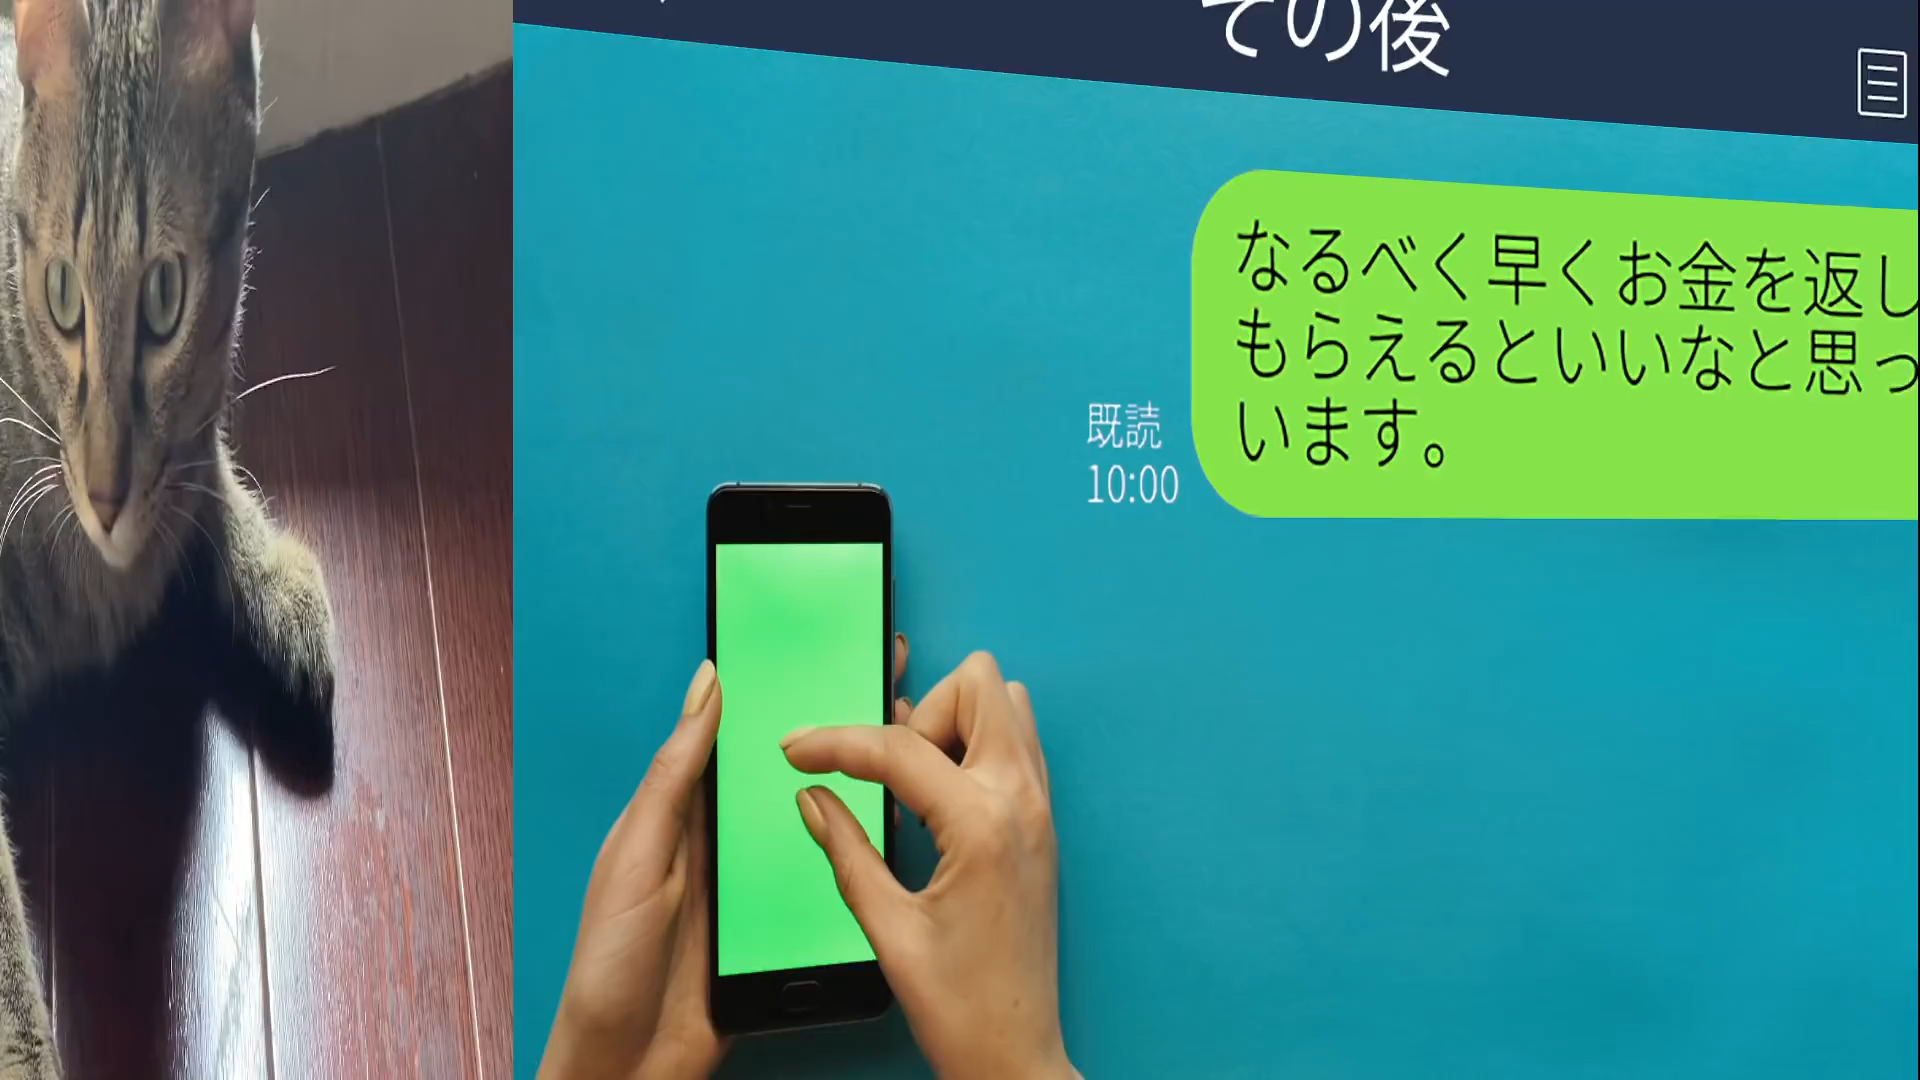 その後
なるべく早くお金を返し
もらえるといいなと思っ
います。
既読
10:00